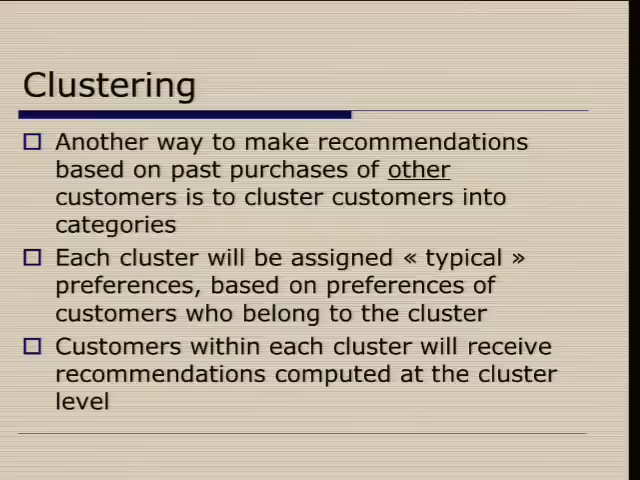 Clustering
Another way to make recommendations
based on past purchases of other
customers is to cluster customers into
categories
Each cluster will be assigned « typical »
preferences, based on preferences of
customers who belong to the cluster
Customers within each cluster will receive
recommendations computed at the cluster
level